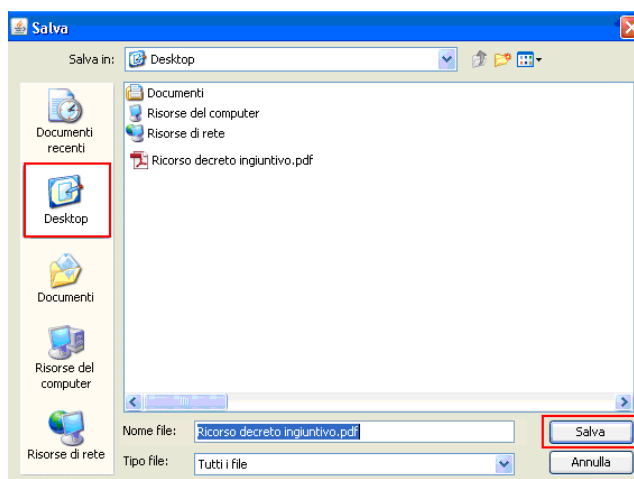 Salva
Salva in: Desktop
Documenti recenti
Desktop
Documenti
Risorse del computer
Risorse di rete
Documenti
Risorse del computer
Risorse di rete
Ricorso decreto ingiuntivo.pdf
Nome file: Ricorso decreto ingiuntivo.pdf
Salva
Tipo file: Tutti i file
Annulla